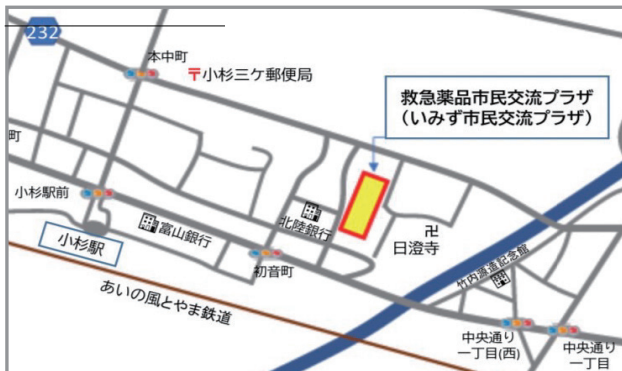 232
本中町
〒小杉三ケ郵便局
救急薬品市民交流プラザ
(いみず市民交流プラザ)
町
小杉駅前
富山銀行
北陸銀行
卍
日澄寺
小杉駅
初音町
竹内源造記念館
あいの風とやま鉄道
中央通り
一丁目(西)
中央通り
一丁目